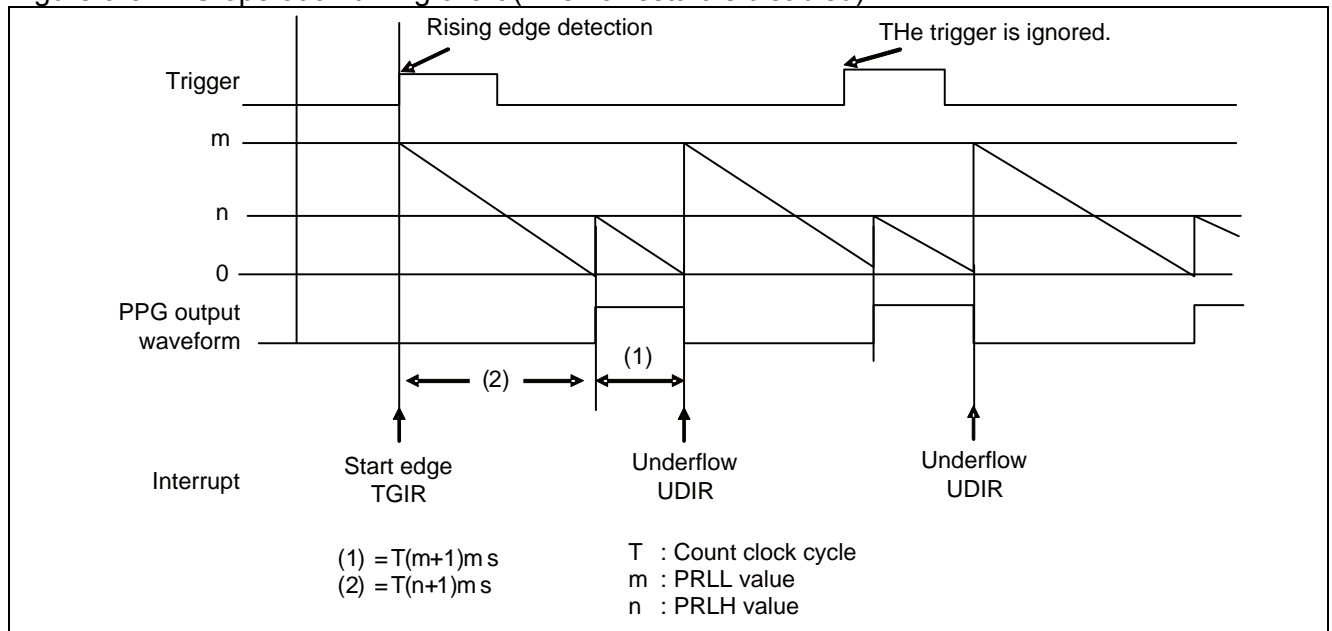 Rising edge detection
THe trigger is ignored.
Trigger
m
n
0
PPG output
waveform
(1)
(2)
Interrupt
Start edge
TGIR
Underflow
UDIR
Underflow
UDIR
(1) =T(m+1)m s
(2) =T(n+1)m s
T : Count clock cycle
m : PRLL value
n : PRLH value